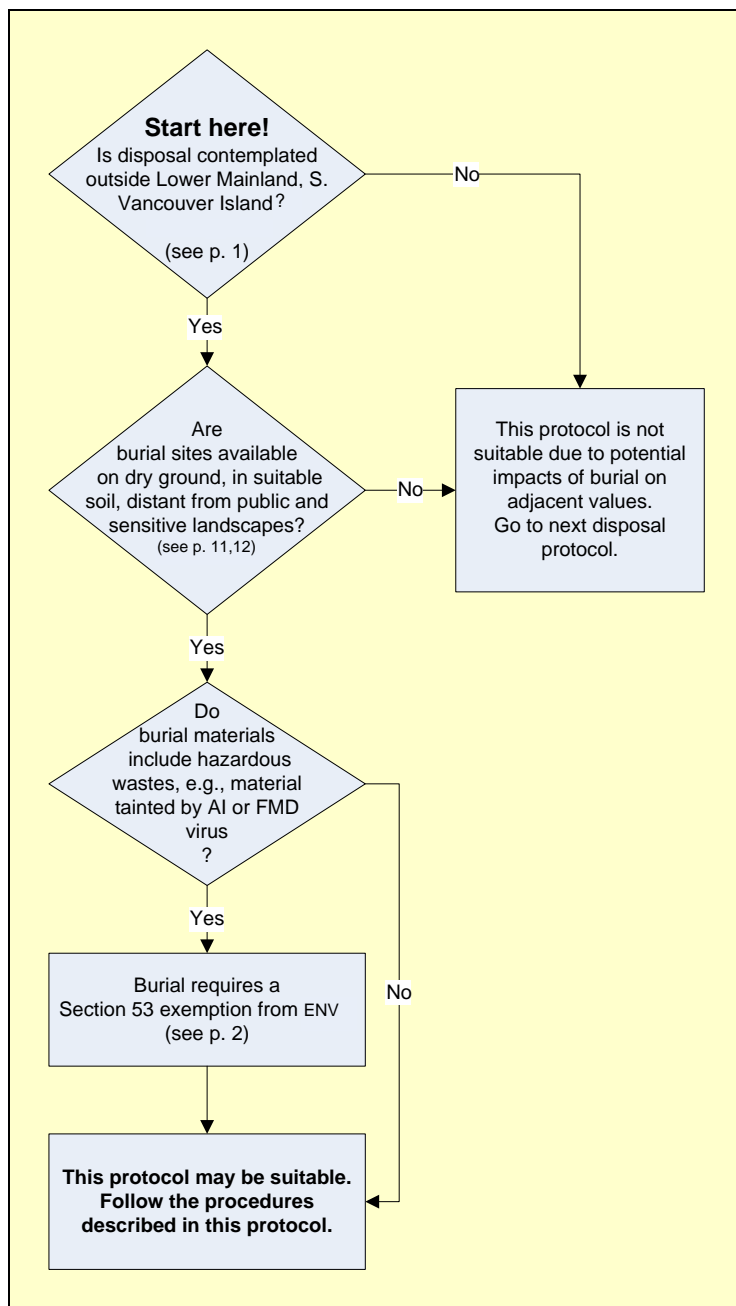 Start here!
Is disposal contemplated
outside Lower Mainland, S.
Vancouver Island?
(see p. 1)
No
Yes
Are
burial sites available
on dry ground, in suitable
soil, distant from public and
sensitive landscapes?
(see p. 11,12)
No
This protocol is not
suitable due to potential
impacts of burial on
adjacent values.
Go to next disposal
protocol.
Yes
Do
burial materials
include hazardous
wastes, e.g., material
tainted by AI or FMD
virus
?
Yes
No
Burial requires a
Section 53 exemption from ENV
(see p. 2)
This protocol may be suitable.
Follow the procedures
described in this protocol.